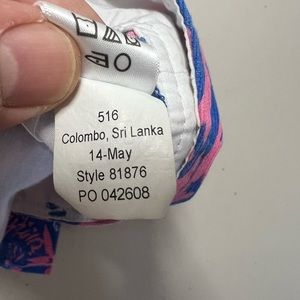 516
Colombo, Sri Lanka
14-May
Style 81876
PO 042608